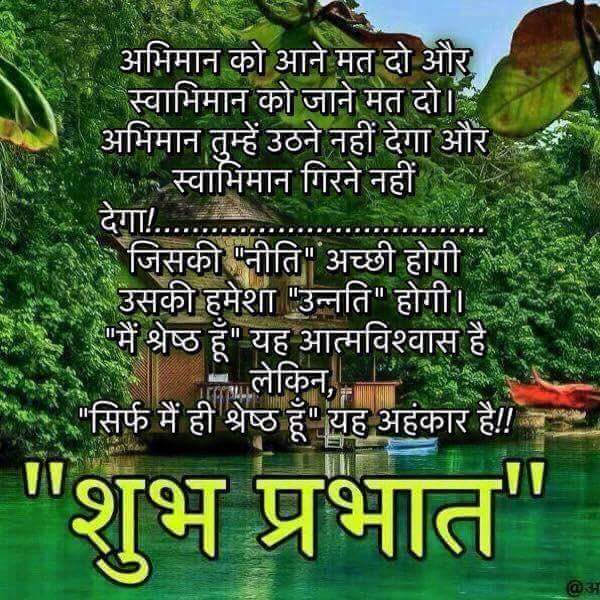 अभिमान को आने मत दो और
स्वाभिमान को जाने मत दो।
अभिमान तुम्हें उठने नहीं देगा और
स्वाभिमान गिरने नहीं
देगा!....................................
जिसकी "नीति" अच्छी होगी
उसकी हमेशा "उन्नति" होगी।
"मैं श्रेष्ठ हूँ" यह आत्मविश्वास है
लेकिन,
"सिर्फ मैं ही श्रेष्ठ हूँ" यह अहंकार है!!
"शुभ प्रभात"